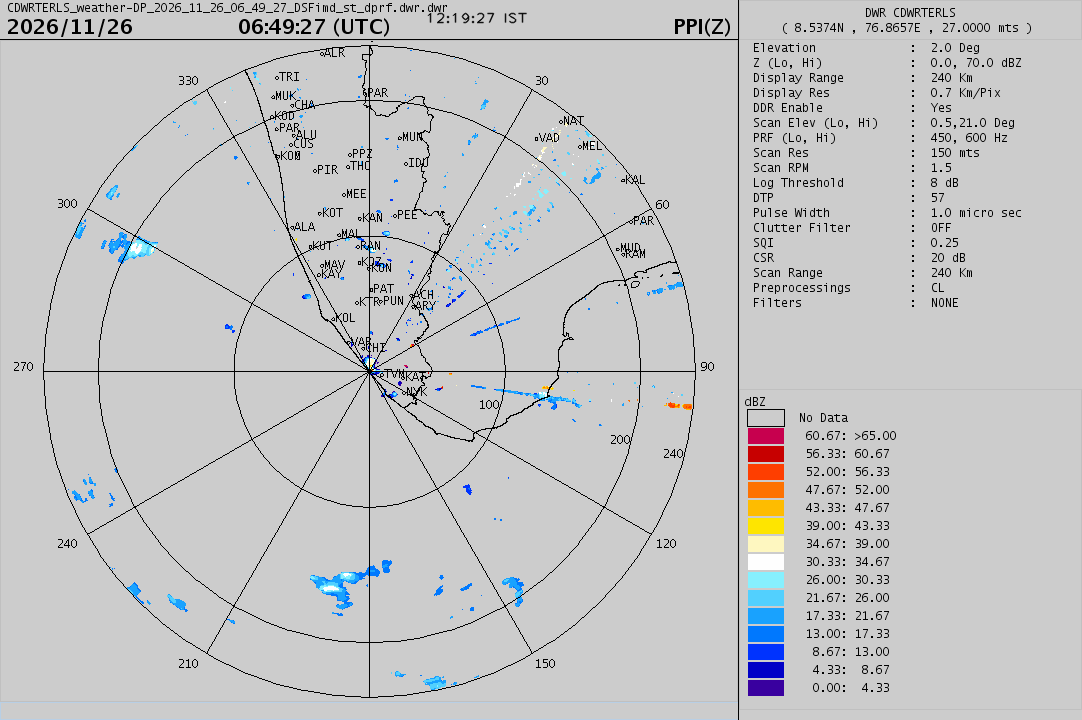 CDWRTERLS_weather-DP_2026_11_26_06_49_27_DSFimd_st_dprf.dwr.dwr
2026/11/26 06:49:27 (UTC) 12:19:27 IST PPI(Z)
DWR CDWRTERLS
( 8.5374N , 76.8657E , 27.0000 mts )
Elevation : 2.0 Deg
Z (Lo, Hi) : 0.0, 70.0 dBZ
Display Range : 240 Km
Display Res : 0.7 Km/Pix
DDR Enable : Yes
Scan Elev (Lo, Hi) : 0.5,21.0 Deg
PRF (Lo, Hi) : 450, 600 Hz
Scan Res : 150 mts
Scan RPM : 1.5
Log Threshold : 8 dB
DTP : 57
Pulse Width : 1.0 micro sec
Clutter Filter : OFF
SQI : 0.25
CSR : 20 dB
Scan Range : 240 Km
Preprocessings : CL
Filters : NONE
dBZ
No Data
60.67: >65.00
56.33: 60.67
52.00: 56.33
47.67: 52.00
43.33: 47.67
39.00: 43.33
34.67: 39.00
30.33: 34.67
26.00: 30.33
21.67: 26.00
17.33: 21.67
13.00: 17.33
8.67: 13.00
4.33: 8.67
0.00: 4.33
ALR
330 TRI 30
PAR
MUK
CHA
KOD
NAT
PAR
ALU
MUN
VAD
CUS
MEL
PPZ
IDU
THO
PIR
KAL
MEE
300
60
KOT
KAN
PEE
PAR
ALA
MAL
KUT
RAN
MUD
KAM
MAV
KON
KAY
PAT
ACH
KTR
PUN
ARY
KOL
VAR
CHI
270
90
TVM
KAT
NYK
100
200
240
240
120
210
150